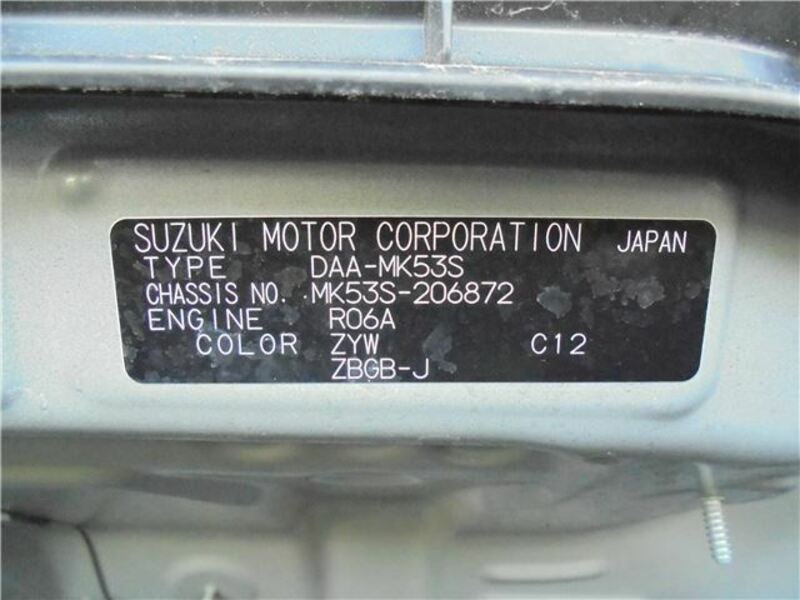 SUZUKI MOTOR CORPORATION JAPAN
TYPE DAA-MK53S
CHASSIS NO. MK53S-206872
ENGINE R06A
COLOR ZYW C12
ZBGB-J